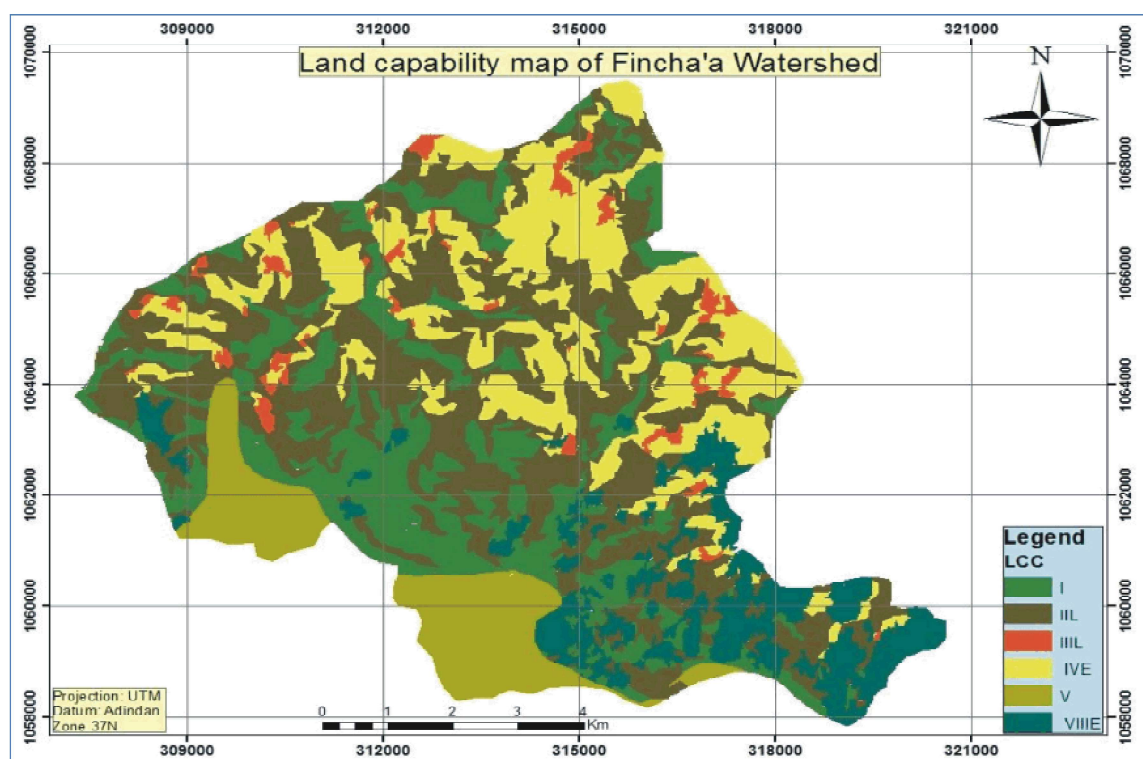 309000 312000 315000 318000 321000
Land capability map of Fincha'a Watershed
N
1070000 1070000
1068000 1068000
1066000 1066000
1064000 1064000
1062000 1062000
1060000 1060000
1058000 1058000
Legend
LCC
I
IIL
IIIL
IVE
V
VIIIE
Projection: UTM
Datum: Adindan
Zone 37N
0 1 2 3 4
Km
309000 312000 315000 318000 321000